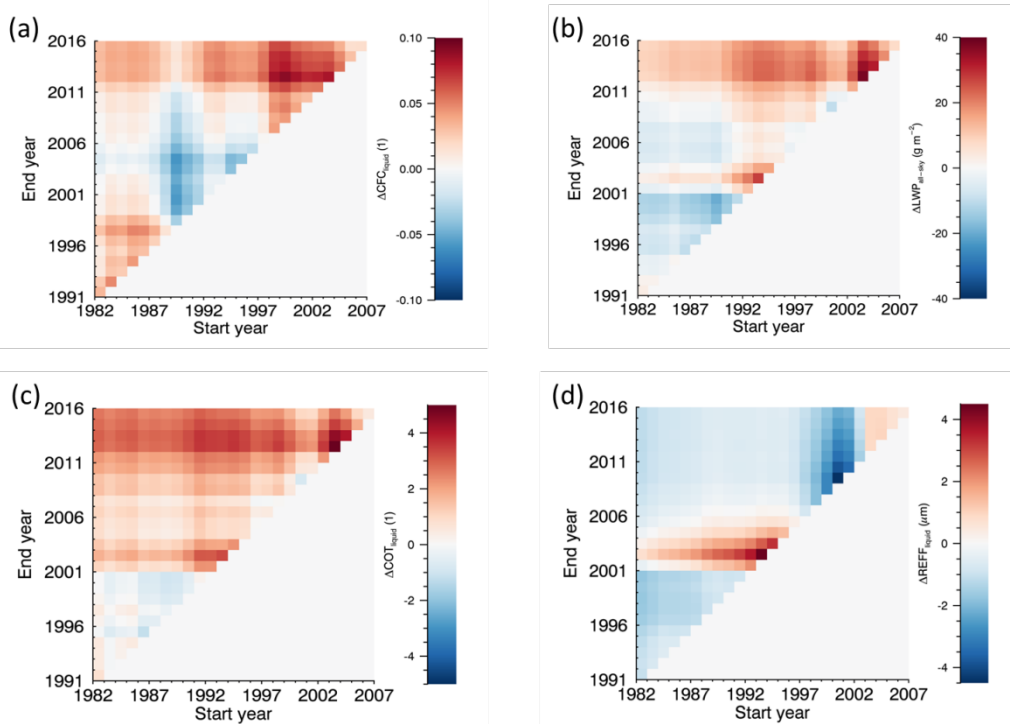 (a)
2016
2011
2006
2001
1996
1991
End year
1982 1987 1992 1997 2002 2007
Start year
0.10
0.05
0.00
-0.05
-0.10
ΔCFCliquid (1)
(b)
2016
2011
2006
2001
1996
1991
End year
1982 1987 1992 1997 2002 2007
Start year
40
20
0
-20
-40
ΔLWPall-sky (g m−2)
(c)
2016
2011
2006
2001
1996
1991
End year
1982 1987 1992 1997 2002 2007
Start year
4
2
0
-2
-4
ΔCOTliquid (1)
(d)
2016
2011
2006
2001
1996
1991
End year
1982 1987 1992 1997 2002 2007
Start year
4
2
0
-2
-4
ΔREFFliquid (μm)